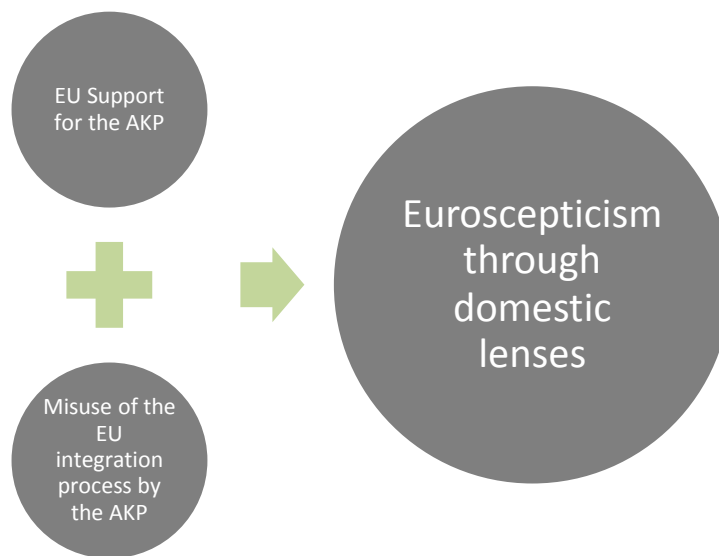 EU Support
for the AKP
Misuse of the
EU
integration
process by
the AKP
Euroscepticism
through
domestic
lenses